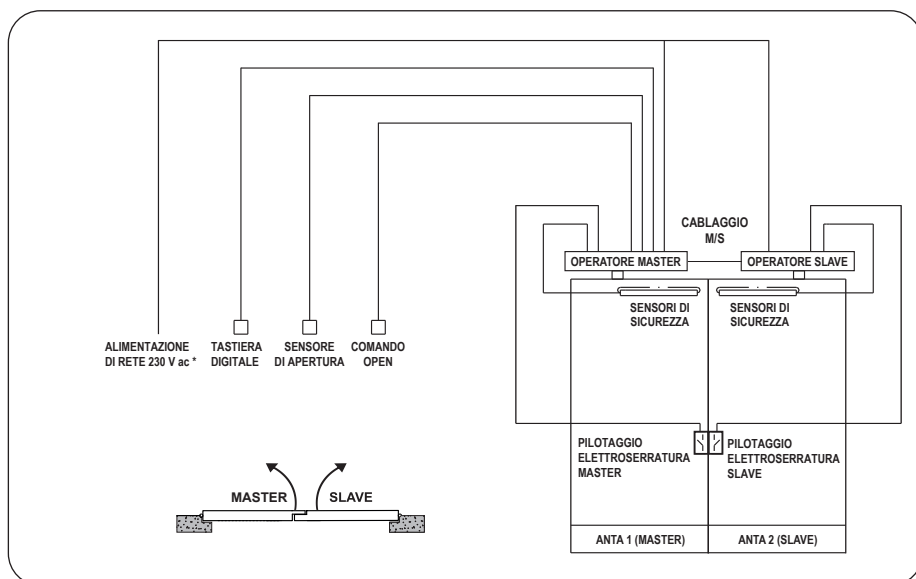 CABLAGGIO
M/S
OPERATORE MASTER
OPERATORE SLAVE
SENSORI DI
SICUREZZA
SENSORI DI
SICUREZZA
ALIMENTAZIONE
DI RETE 230 V ac *
TASTIERA
DIGITALE
SENSORE
DI APERTURA
COMANDO
OPEN
PILOTAGGIO
ELETTROSERRATURA
MASTER
PILOTAGGIO
ELETTROSERRATURA
SLAVE
MASTER
SLAVE
ANTA 1 (MASTER)
ANTA 2 (SLAVE)